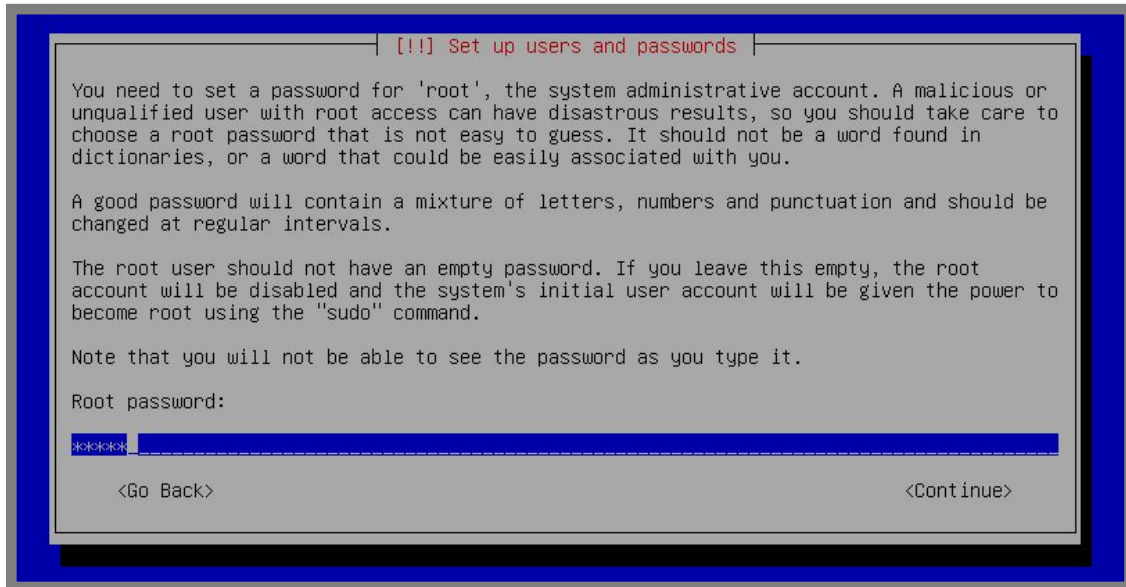 [!!] Set up users and passwords
You need to set a password for 'root', the system administrative account. A malicious or
unqualified user with root access can have disastrous results, so you should take care to
choose a root password that is not easy to guess. It should not be a word found in
dictionaries, or a word that could be easily associated with you.
A good password will contain a mixture of letters, numbers and punctuation and should be
changed at regular intervals.
The root user should not have an empty password. If you leave this empty, the root
account will be disabled and the system's initial user account will be given the power to
become root using the "sudo" command.
Note that you will not be able to see the password as you type it.
Root password:
*****
<Go Back> <Continue>